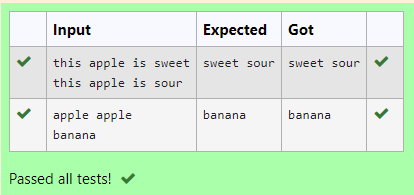 Input Expected Got
this apple is sweet sweet sour sweet sour
this apple is sour
apple apple banana banana
banana
Passed all tests!